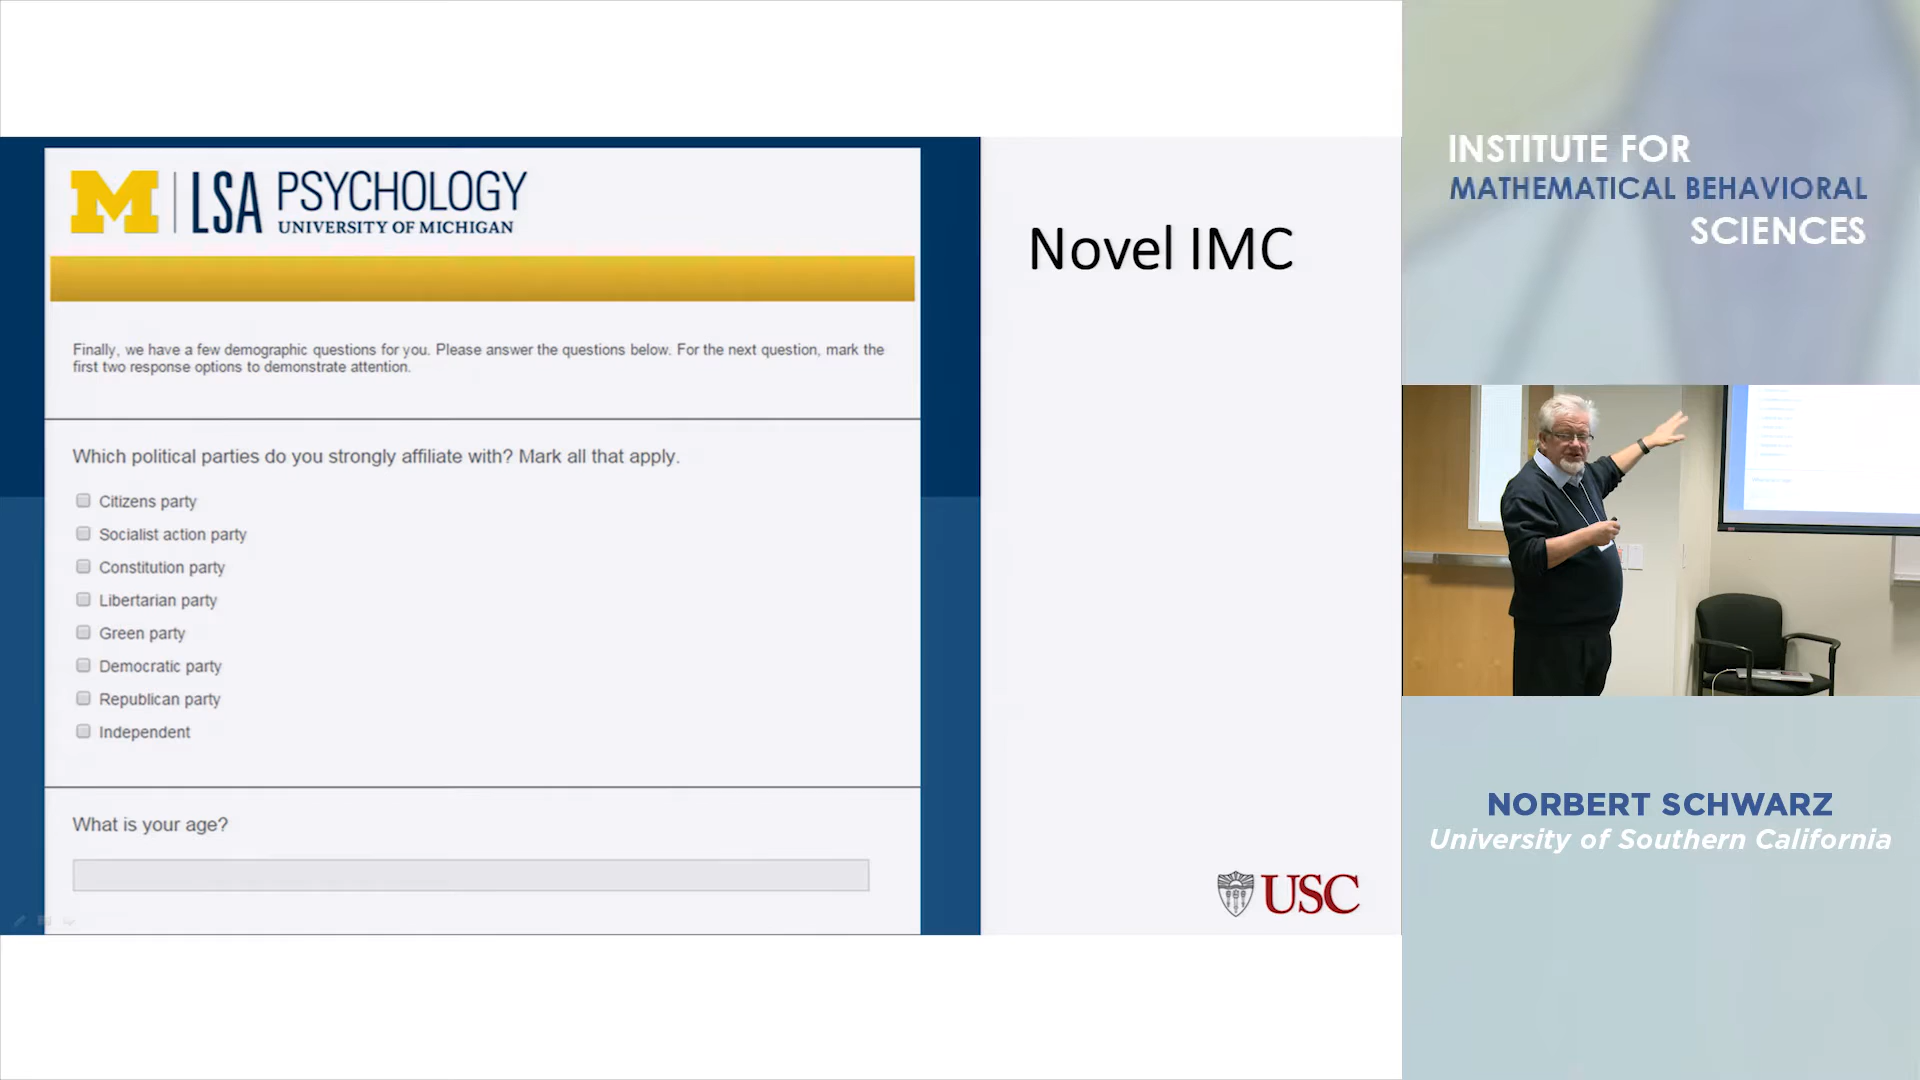 M LSA PSYCHOLOGY
UNIVERSITY OF MICHIGAN
Finally, we have a few demographic questions for you. Please answer the questions below. For the next question, mark the
first two response options to demonstrate attention.
Which political parties do you strongly affiliate with? Mark all that apply.
Citizens party
Socialist action party
Constitution party
Libertarian party
Green party
Democratic party
Republican party
Independent
What is your age?
Novel IMC
USC
INSTITUTE FOR
MATHEMATICAL BEHAVIORAL
SCIENCES
NORBERT SCHWARZ
University of Southern California